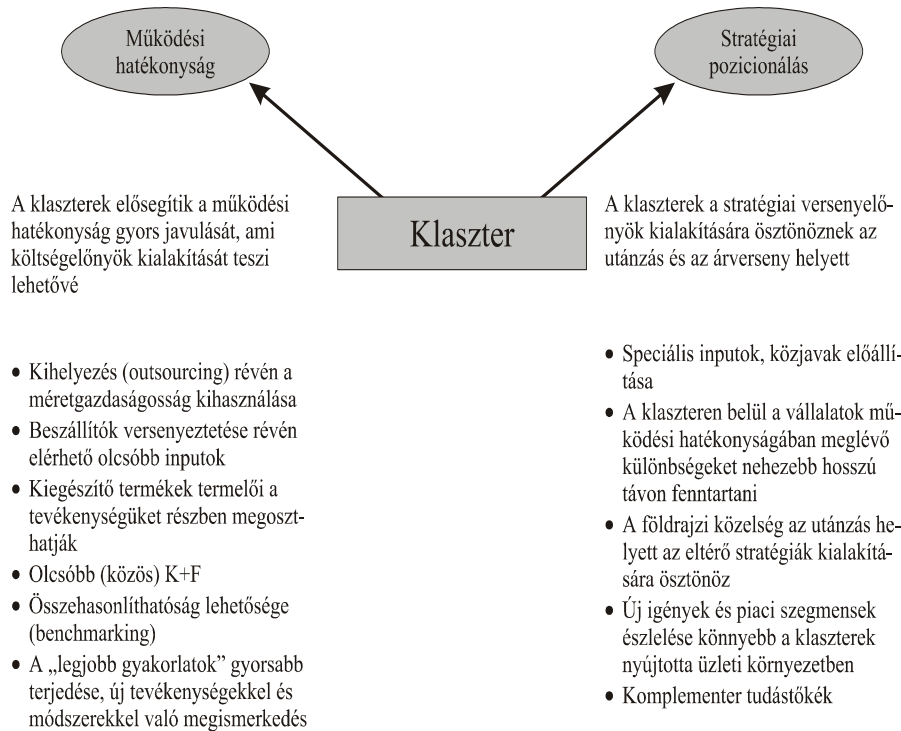 Működési
hatékonyság
Stratégiai
pozicionálás
Klaszter
A klaszterek elősegítik a működési
hatékonyság gyors javulását, ami
költségelőnyök kialakítását teszi
lehetővé
A klaszterek a stratégiai versenyelő-
nyök kialakítására ösztönöznek az
utánzás és az árverseny helyett
• Kihelyezés (outsourcing) révén a
méretgazdaságosság kihasználása
• Beszállítók versenyeztetése révén
elérhető olcsóbb inputok
• Kiegészítő termékek termelői a
tevékenységüket részben megoszt-
hatják
• Olcsóbb (közös) K+F
• Összehasonlíthatóság lehetősége
(benchmarking)
• A „legjobb gyakorlatok” gyorsabb
terjedése, új tevékenységekkel és
módszerekkel való megismerkedés
• Speciális inputok, közjavak előállí-
tása
• A klaszteren belül a vállalatok mű-
ködési hatékonyságában meglévő
különbségeket nehezebb hosszú
távon fenntartani
• A földrajzi közelség az utánzás he-
lyett az eltérő stratégiák kialakítá-
sára ösztönöz
• Új igények és piaci szegmensek
észlelése könnyebb a klaszterek
nyújtotta üzleti környezetben
• Komplementer tudástőkék